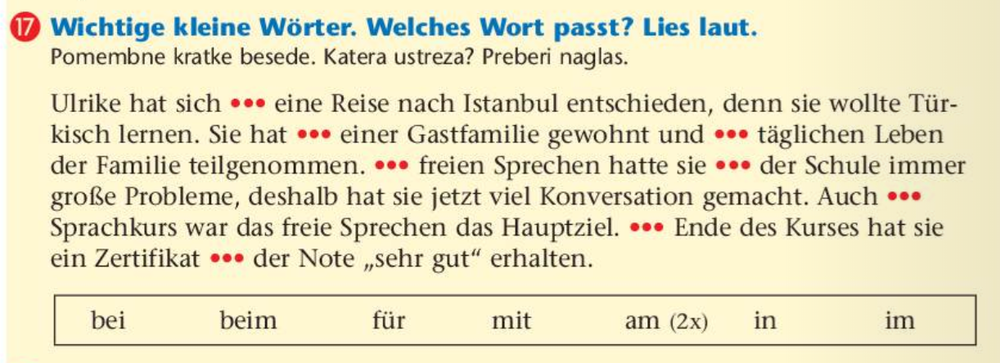 17 Wichtige kleine Wörter. Welches Wort passt? Lies laut.
Pomembne kratke besede. Katera ustreza? Preberi naglas.
Ulrike hat sich ••• eine Reise nach Istanbul entschieden, denn sie wollte Tür-
kisch lernen. Sie hat ••• einer Gastfamilie gewohnt und ••• täglichen Leben
der Familie teilgenommen. ••• freien Sprechen hatte sie ••• der Schule immer
große Probleme, deshalb hat sie jetzt viel Konversation gemacht. Auch •••
Sprachkurs war das freie Sprechen das Hauptziel. ••• Ende des Kurses hat sie
ein Zertifikat ••• der Note „sehr gut“ erhalten.
bei beim für mit am (2x) in im